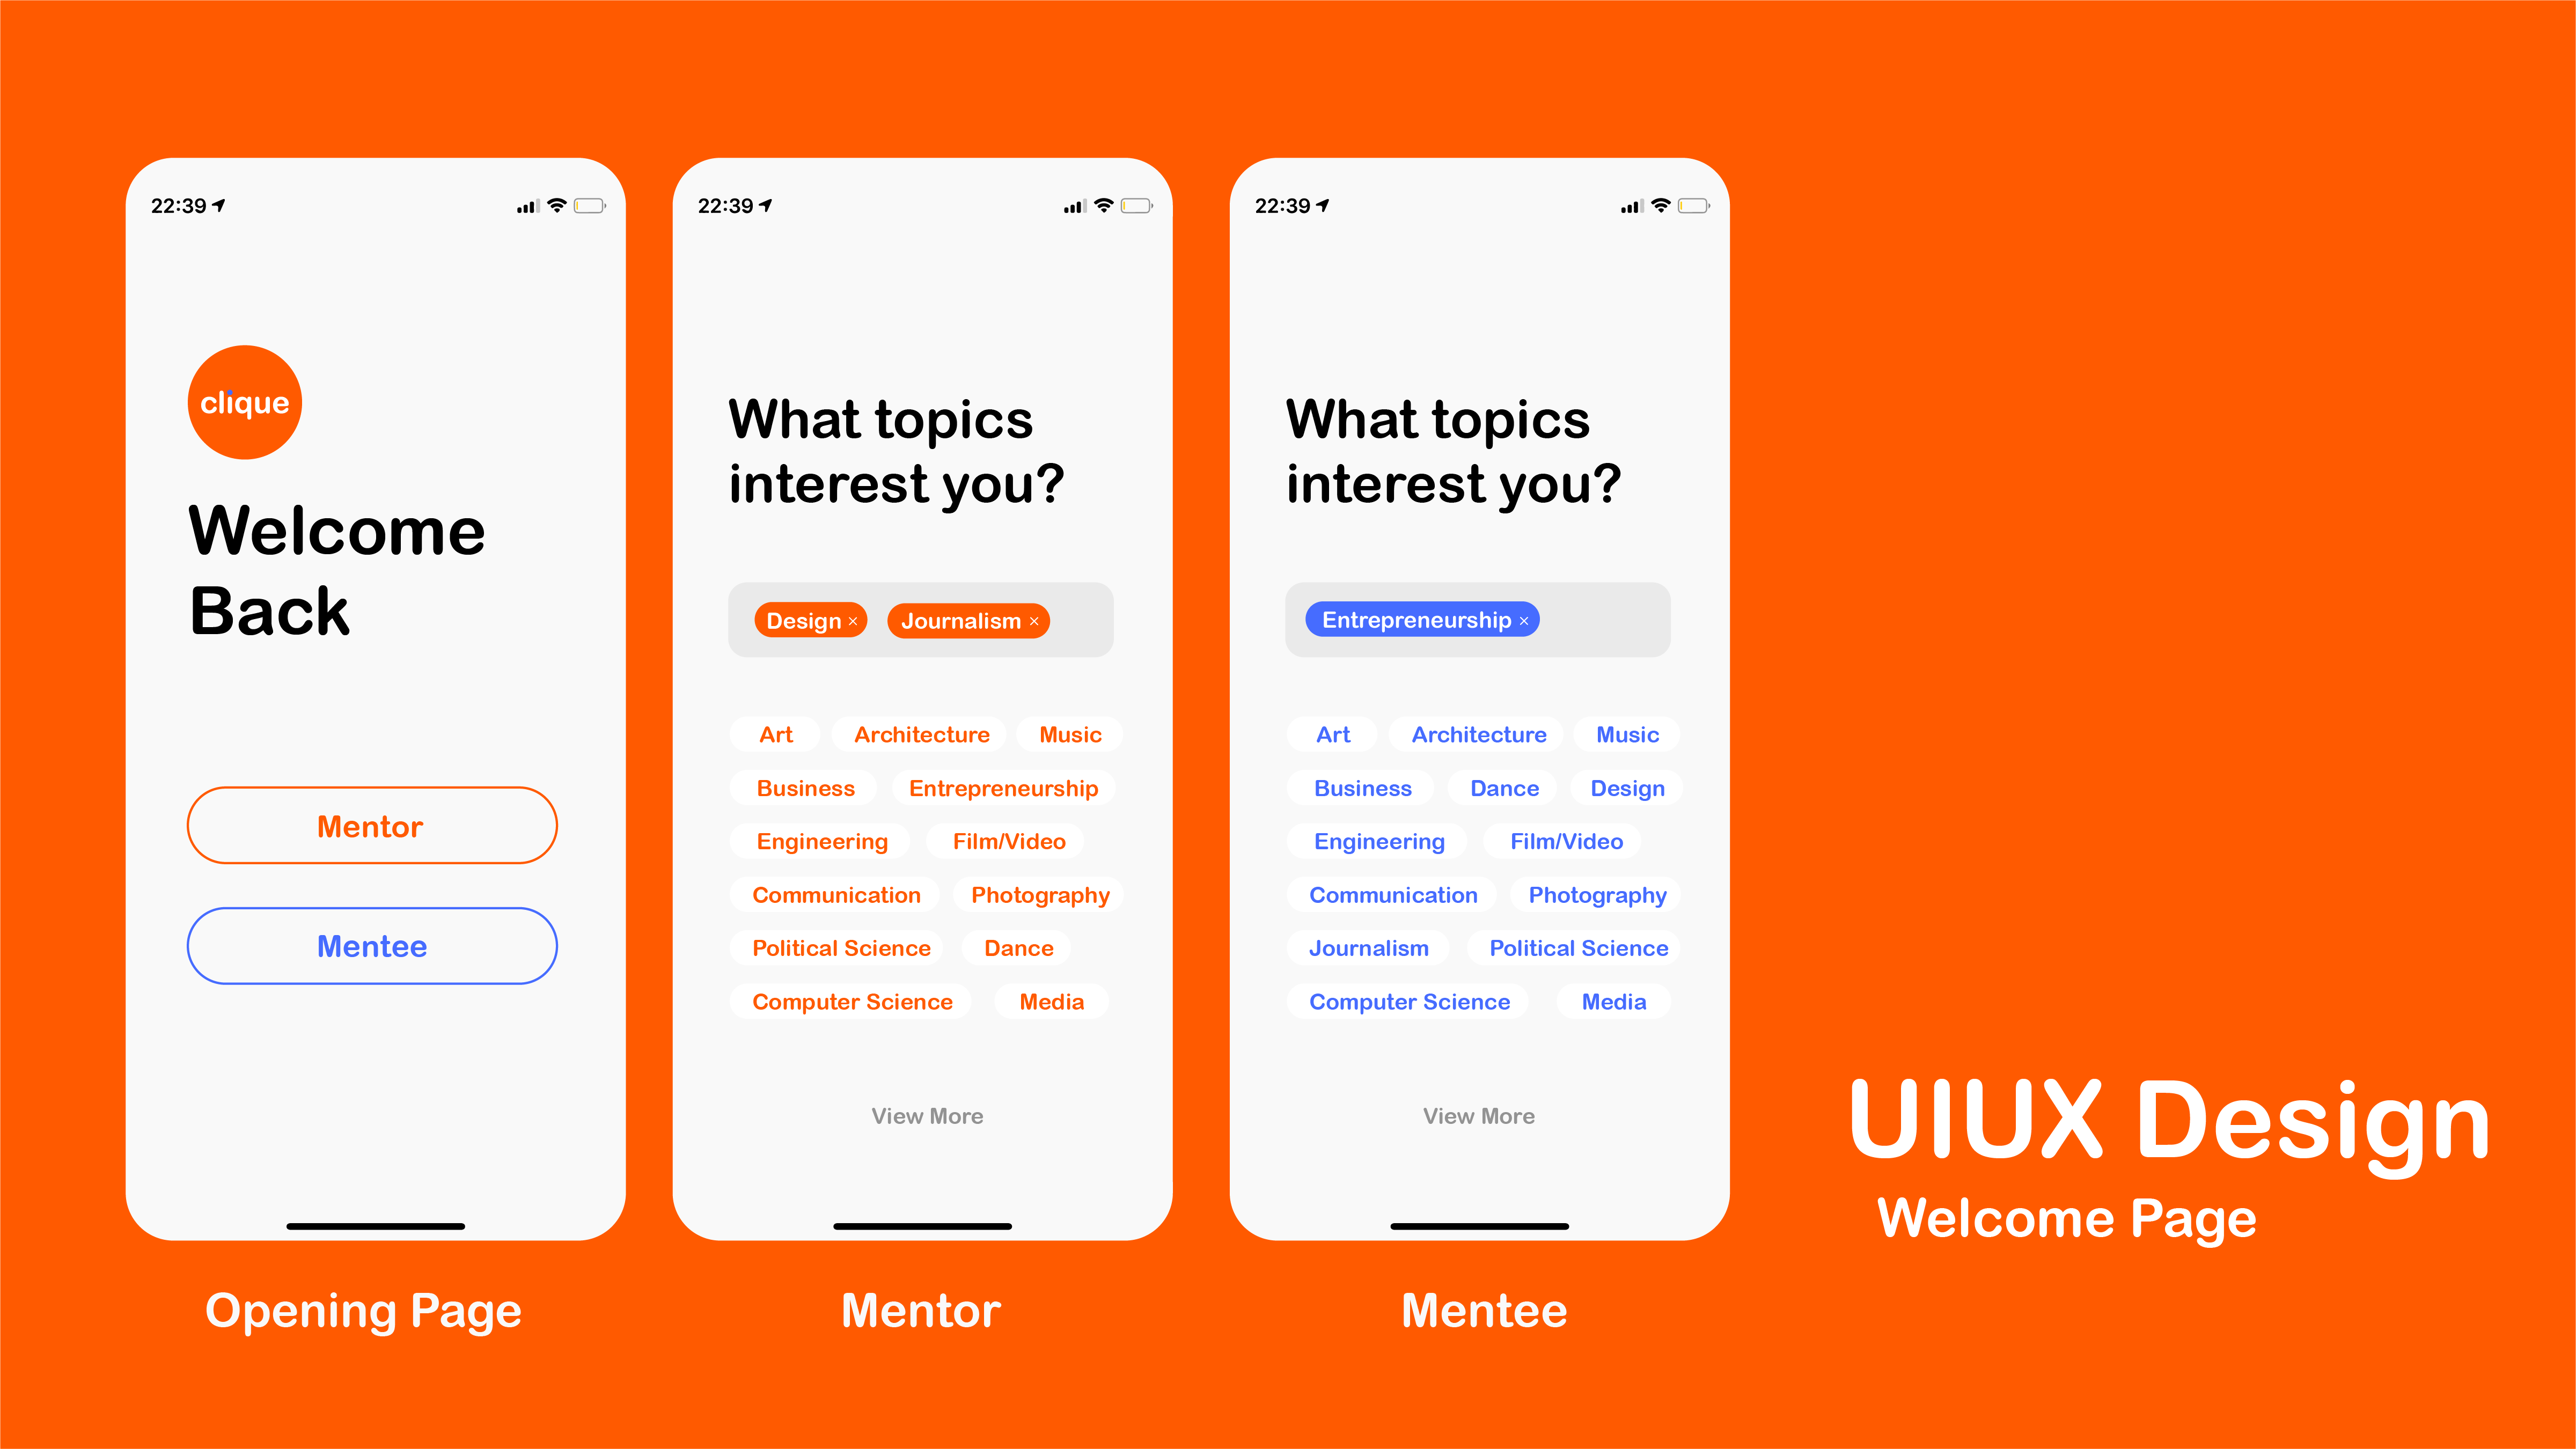 22:39
clique
Welcome
Back
Mentor
Mentee
Opening Page
22:39
What topics
interest you?
Design × Journalism ×
Art Architecture Music
Business Entrepreneurship
Engineering Film/Video
Communication Photography
Political Science Dance
Computer Science Media
View More
Mentor
22:39
What topics
interest you?
Entrepreneurship ×
Art Architecture Music
Business Dance Design
Engineering Film/Video
Communication Photography
Journalism Political Science
Computer Science Media
View More
Mentee
UIUX Design
Welcome Page